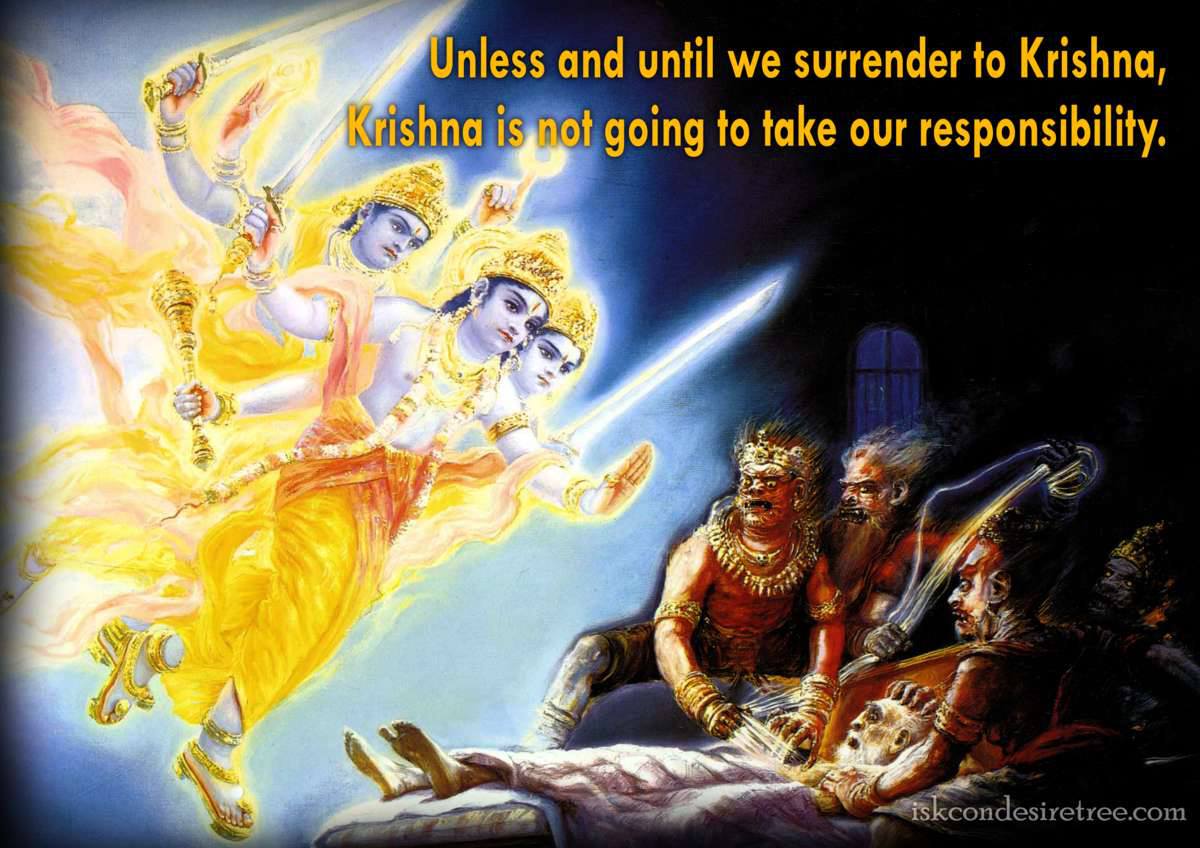 Unless and until we surrender to Krishna,
Krishna is not going to take our responsibility.
iskcondesiretree.com